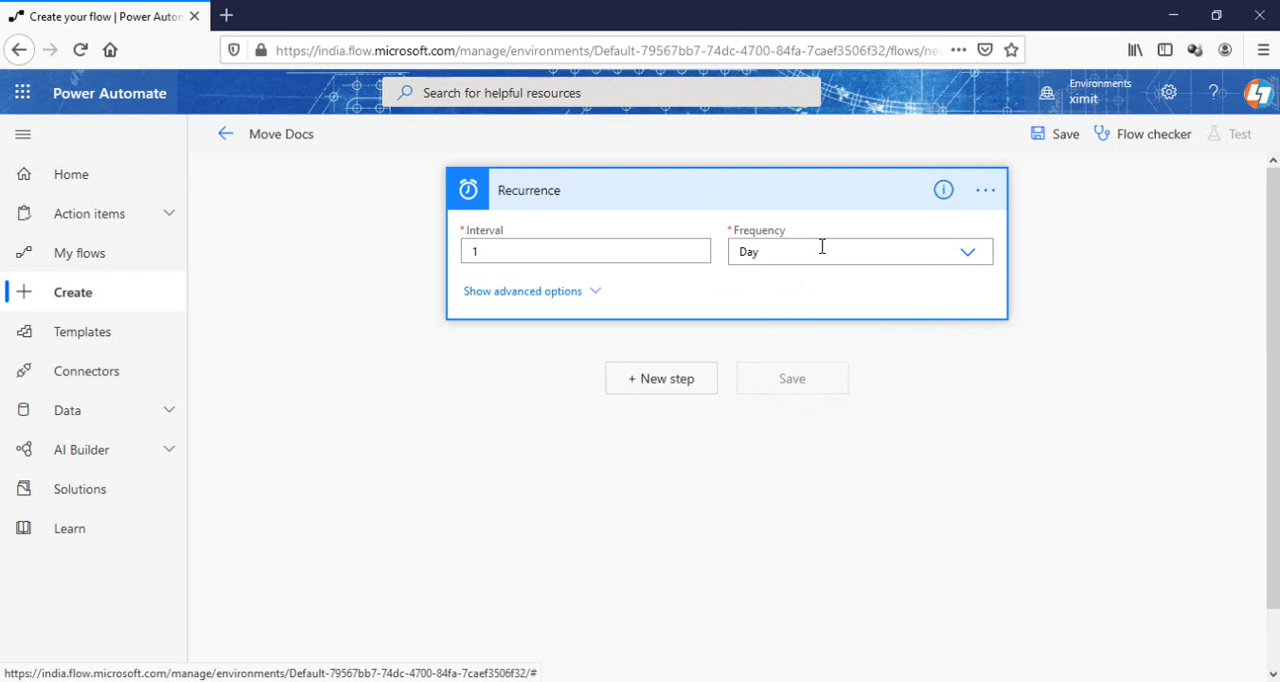 Create your flow | Power Auton
https://india.flow.microsoft.com/manage/environments/Default-79567bb7-74dc-4700-84fa-7caef3506f32/flows/ne
Power Automate
Search for helpful resources
Environments
ximit
Move Docs
Save
Flow checker
Test
Home
Action items
My flows
Create
Templates
Connectors
Data
AI Builder
Solutions
Learn
Recurrence
* Interval
* Frequency
1
Day
Show advanced options
+ New step
Save
https://india.flow.microsoft.com/manage/environments/Default-79567bb7-74dc-4700-84fa-7caef3506f32/#